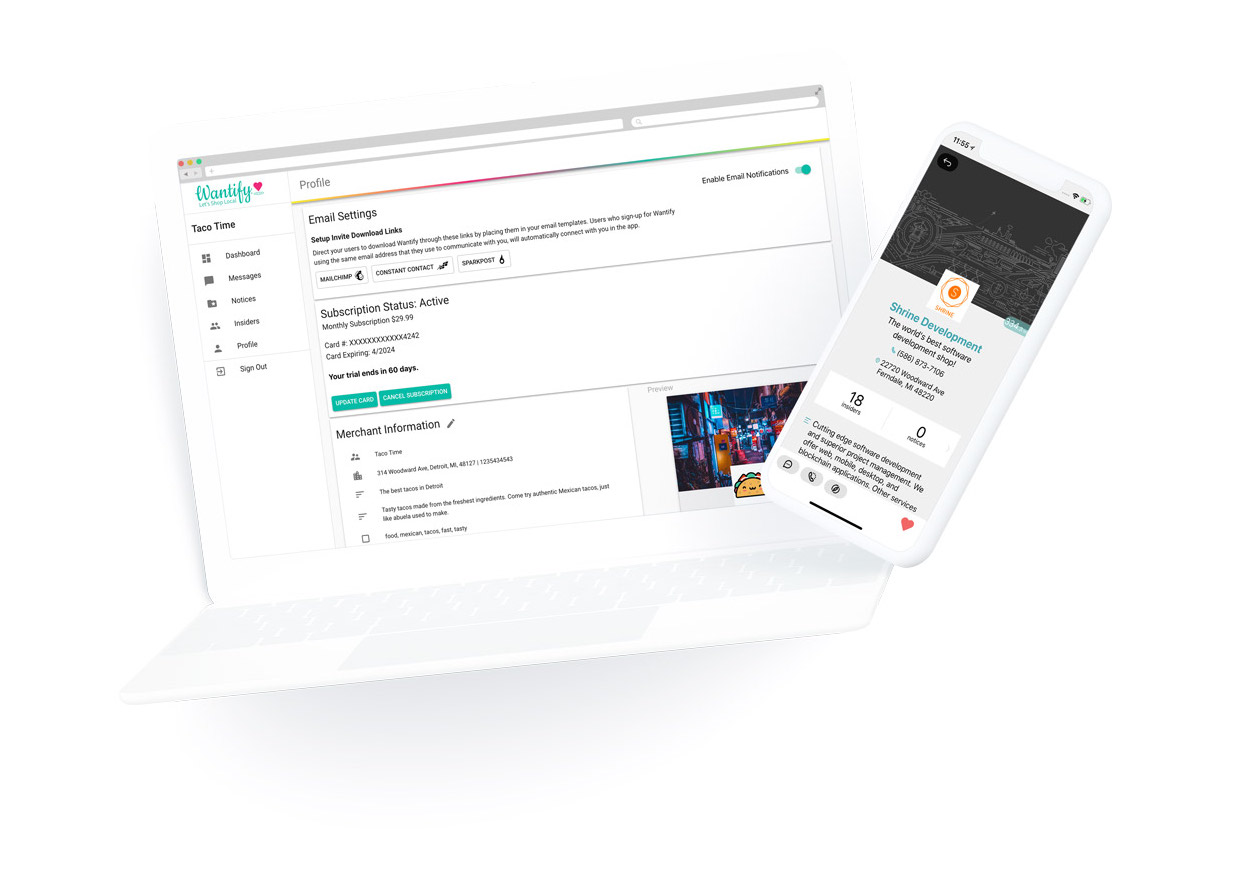 Wantify
Let's Shop Local
Taco Time
Dashboard
Messages
Notices
Insiders
Profile
Sign Out
Profile
Enable Email Notifications
Email Settings
Setup Invite Download Links
Direct your users to download Wantify through these links by placing them in your email templates. Users who sign-up for Wantify
using the same email address that they use to communicate with you, will automatically connect with you in the app.
MAILCHIMP
CONSTANT CONTACT
SPARKPOST
Subscription Status: Active
Monthly Subscription $29.99
Card #: XXXXXXXXXXXX4242
Card Expiring: 4/2024
Your trial ends in 60 days.
UPDATE CARD
CANCEL SUBSCRIPTION
Merchant Information
Taco Time
314 Woodward Ave, Detroit, MI, 48127 | 1235434543
The best tacos in Detroit
Tasty tacos made from the freshest ingredients. Come try authentic Mexican tacos, just
like abuela used to make.
food, mexican, tacos, fast, tasty
Preview
11:55
SHRINE
Shrine Development
The world's best software
development shop!
(586) 873-7106
22720 Woodward Ave
Ferndale, MI 48220
18
insiders
0
notices
Cutting edge software development
and superior project management. We
offer web, mobile, desktop, and
blockchain applications. Other services